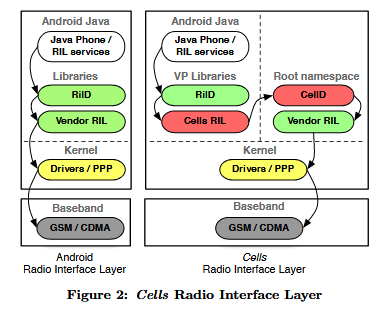 Android Java
Java Phone /
RIL services
Libraries
RilD
Vendor RIL
Kernel
Drivers / PPP
Baseband
GSM / CDMA
Android
Radio Interface Layer
Android Java
Java Phone /
RIL services
VP Libraries
RilD
Cells RIL
Root namespace
CellD
Vendor RIL
Kernel
Drivers / PPP
Baseband
GSM / CDMA
Cells
Radio Interface Layer
Figure 2: Cells Radio Interface Layer